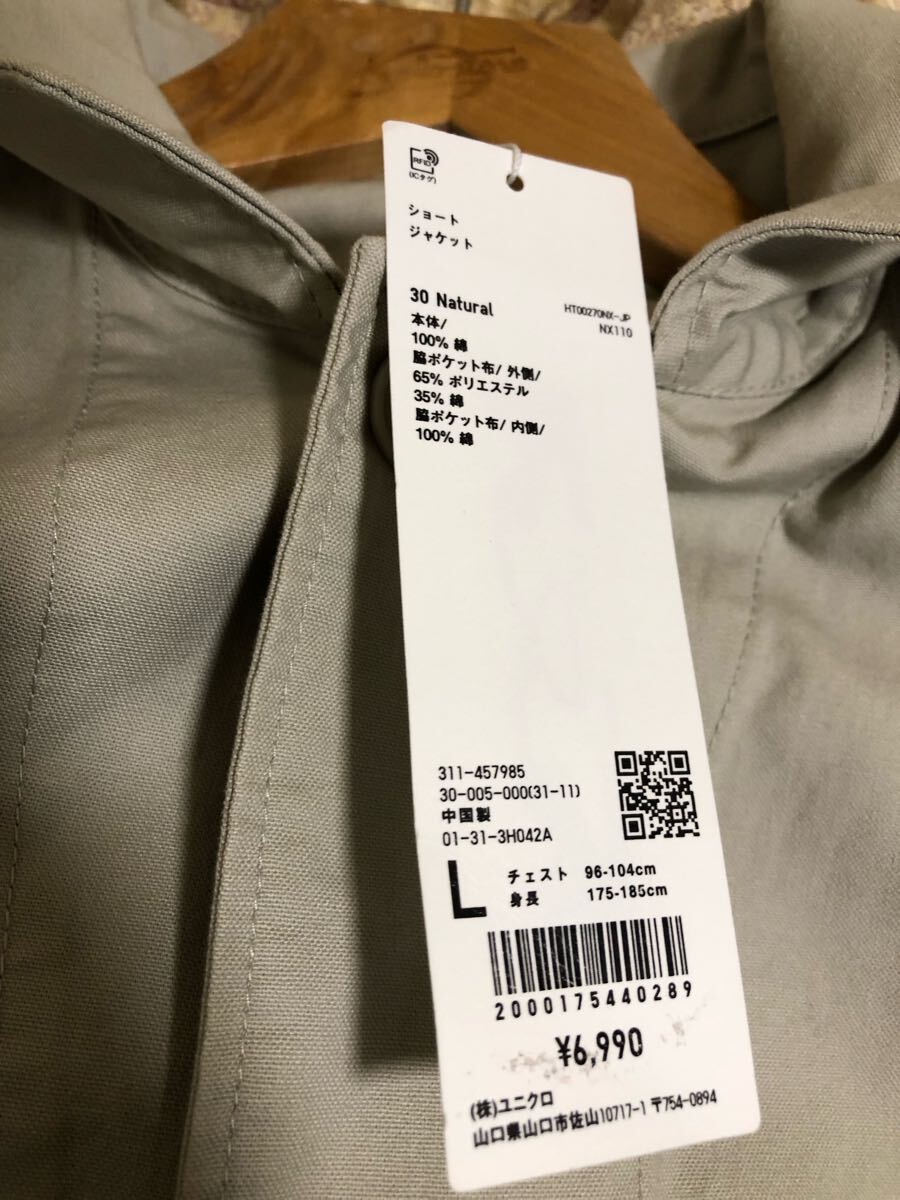 RFID
(ICタグ)
ショート
ジャケット
30 Natural
HT00270NX-JP
NX110
本体/
100% 綿
脇ポケット布/ 外側/
65% ポリエステル
35% 綿
脇ポケット布/ 内側/
100% 綿
311-457985
30-005-000(31-11)
中国製
01-31-3H042A
L
チェスト 96-104cm
身長 175-185cm
2000175440289
¥6,990
(株)ユニクロ
山口県山口市佐山10717-1 〒754-0894